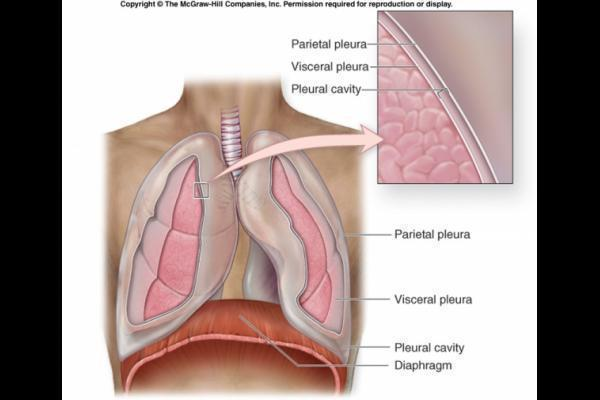 Copyright © The McGraw-Hill Companies, Inc. Permission required for reproduction or display.
Parietal pleura
Visceral pleura
Pleural cavity
Parietal pleura
Visceral pleura
Pleural cavity
Diaphragm